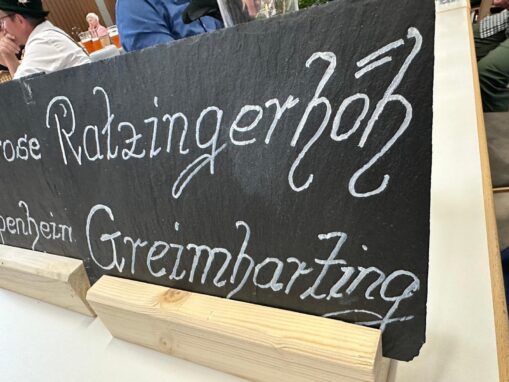 rose Ratzingerhöh
penhein Greimharting